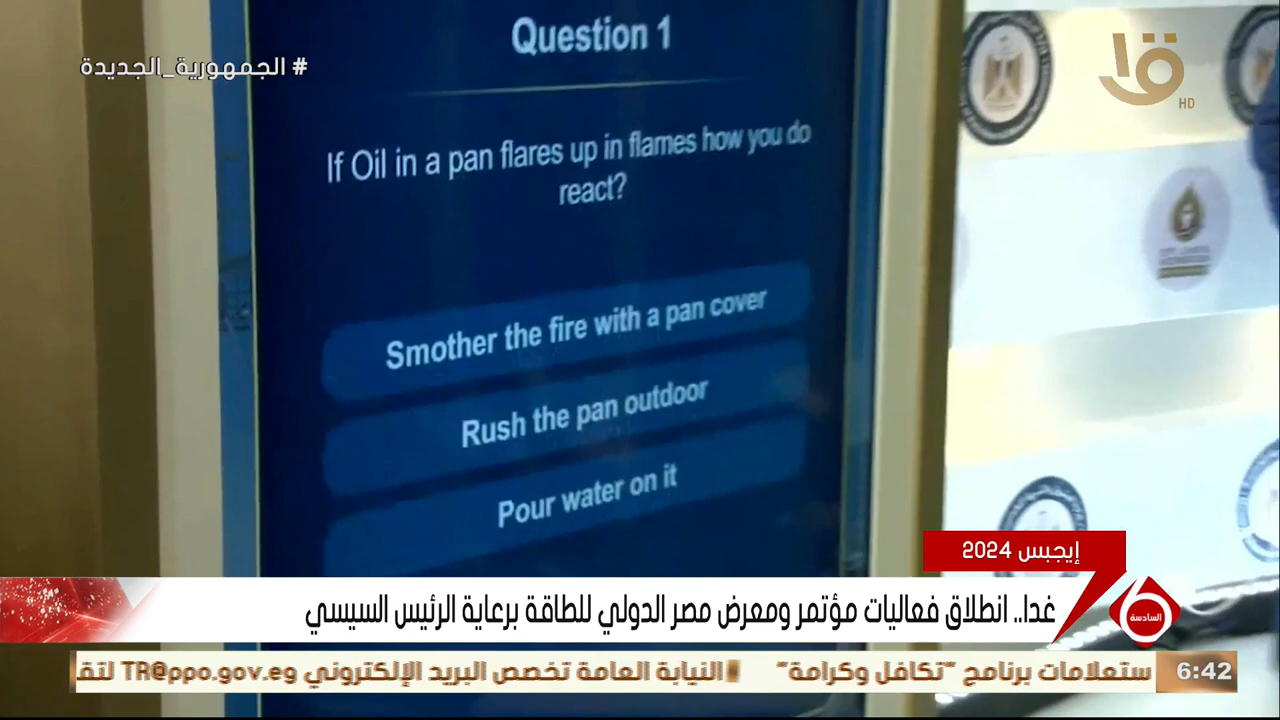 # الجمهورية_الجديدة
HD
Question 1
If Oil in a pan flares up in flames how you do
react?
Smother the fire with a pan cover
Rush the pan outdoor
Pour water on it
إيجبس 2024
غدا.. انطلاق فعاليات مؤتمر ومعرض مصر الدولي للطاقة برعاية الرئيس السيسي
السادسة
6:42
ستعلامات برنامج "تكافل وكرامة"
النيابة العامة تخصص البريد الإلكتروني TR@ppo.gov.eg لتق